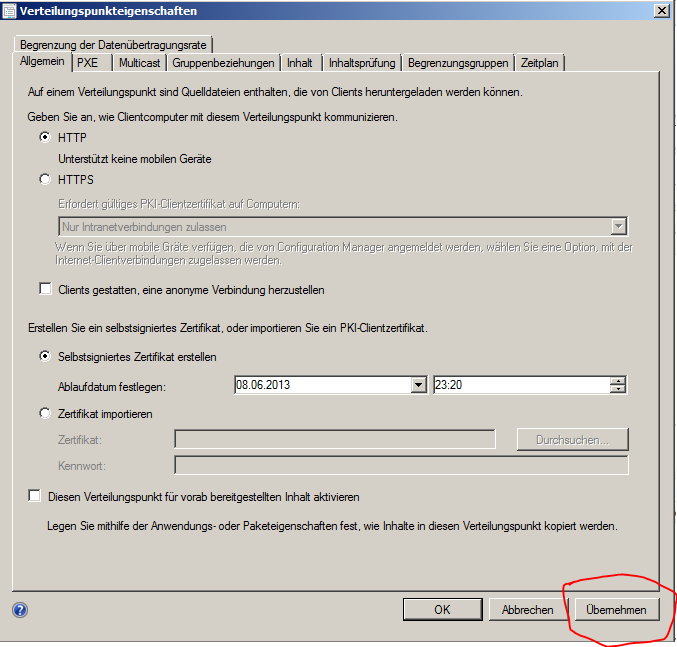 Verteilungspunkteigenschaften
Begrenzung der Datenübertragungsrate
Allgemein PXE Multicast Gruppenbeziehungen Inhalt Inhaltsprüfung Begrenzungsgruppen Zeitplan
Auf einem Verteilungspunkt sind Quelldateien enthalten, die von Clients heruntergeladen werden können.
Geben Sie an, wie Clientcomputer mit diesem Verteilungspunkt kommunizieren.
HTTP
Unterstützt keine mobilen Geräte
HTTPS
Erfordert gültiges PKI-Clientzertifikat auf Computern:
Nur Intranetverbindungen zulassen
Wenn Sie über mobile Gräte verfügen, die von Configuration Manager angemeldet werden, wählen Sie eine Option, mit der
Internet-Clientverbindungen zugelassen werden.
Clients gestatten, eine anonyme Verbindung herzustellen
Erstellen Sie ein selbstsigniertes Zertifikat, oder importieren Sie ein PKI-Clientzertifikat.
Selbstsigniertes Zertifikat erstellen
Ablaufdatum festlegen: 08.06.2013 23:20
Zertifikat importieren
Zertifikat: Durchsuchen...
Kennwort:
Diesen Verteilungspunkt für vorab bereitgestellten Inhalt aktivieren
Legen Sie mithilfe der Anwendungs- oder Paketeigenschaften fest, wie Inhalte in diesen Verteilungspunkt kopiert werden.
? OK Abbrechen Übernehmen